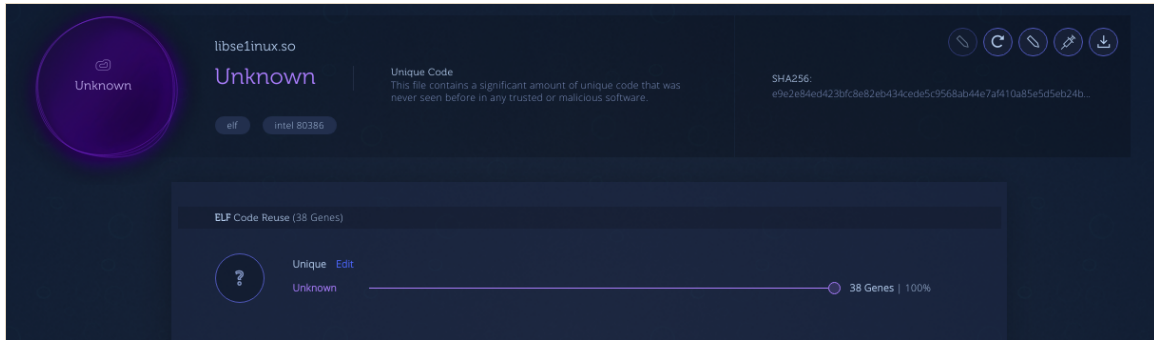 Unknown
libse1inux.so
Unknown
elf
intel 80386
Unique Code
This file contains a significant amount of unique code that was
never seen before in any trusted or malicious software.
SHA256:
e9e2e84ed423bfc8e82eb434cede5c9568ab44e7af410a85e5d5eb24b...
ELF Code Reuse (38 Genes)
?
Unique Edit
Unknown 38 Genes | 100%